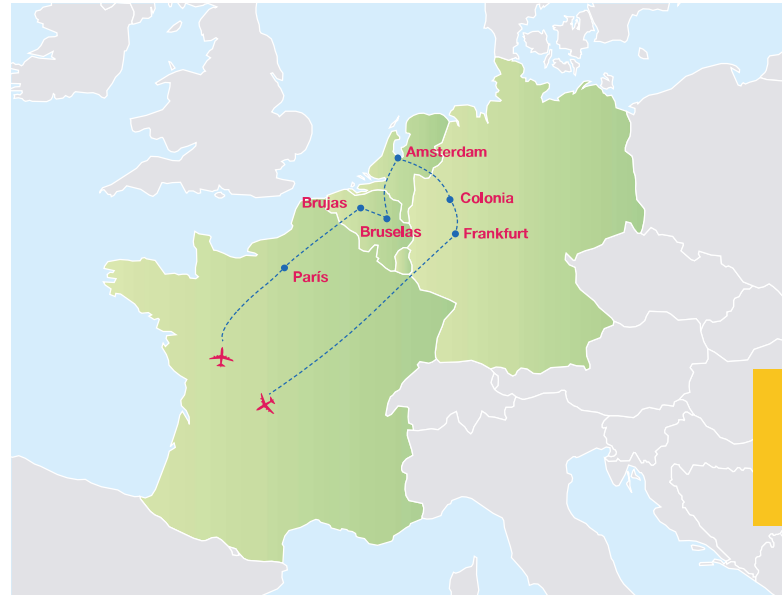 Amsterdam
Brujas
Colonia
Bruselas
Frankfurt
París